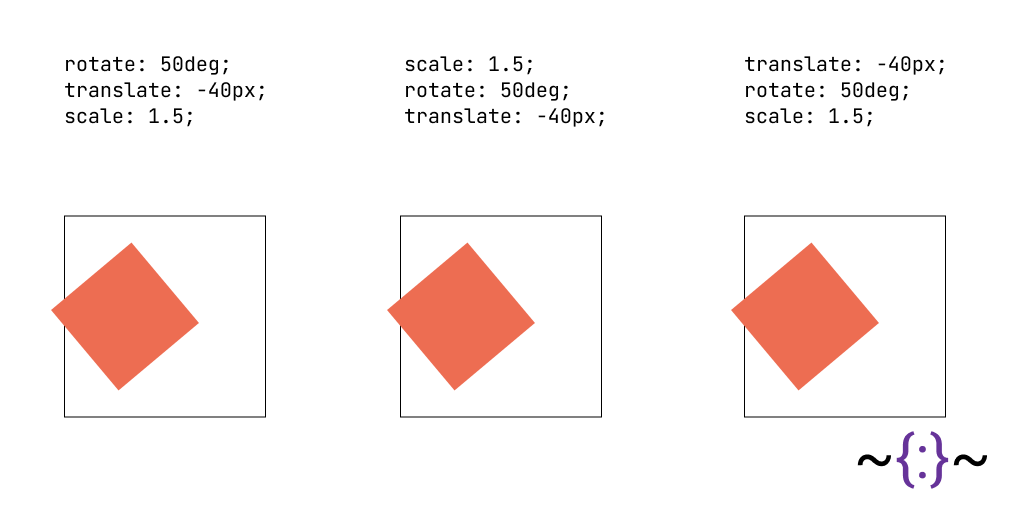 rotate: 50deg;
translate: -40px;
scale: 1.5;
scale: 1.5;
rotate: 50deg;
translate: -40px;
translate: -40px;
rotate: 50deg;
scale: 1.5;
~{:}~